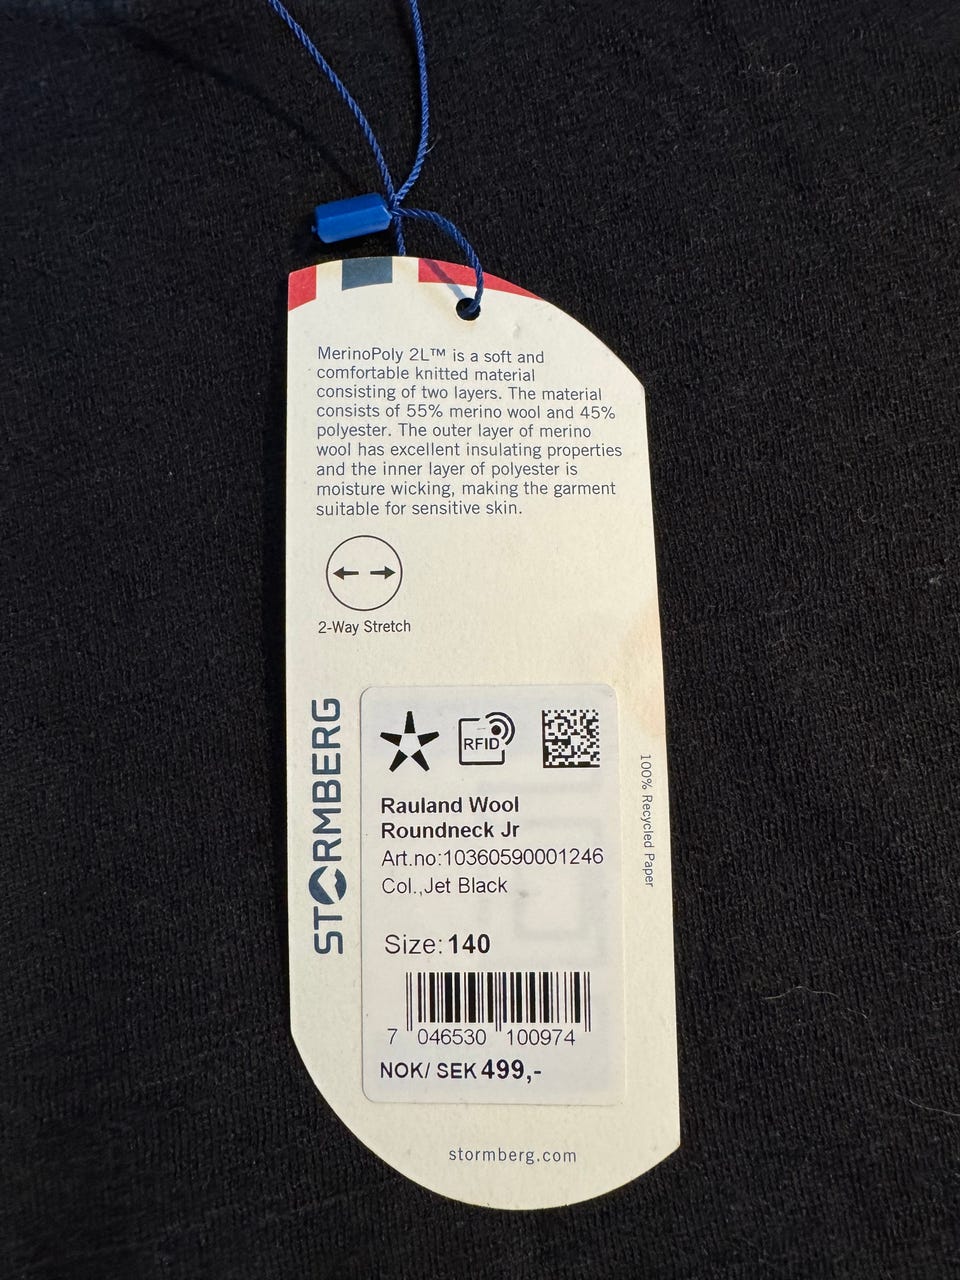 MerinoPoly 2L™ is a soft and
comfortable knitted material
consisting of two layers. The material
consists of 55% merino wool and 45%
polyester. The outer layer of merino
wool has excellent insulating properties
and the inner layer of polyester is
moisture wicking, making the garment
suitable for sensitive skin.
2-Way Stretch
STORMBERG
RFID
Rauland Wool
Roundneck Jr
Art.no:10360590001246
Col.,Jet Black
Size: 140
7 046530 100974
NOK/ SEK 499,-
100% Recycled Paper
stormberg.com